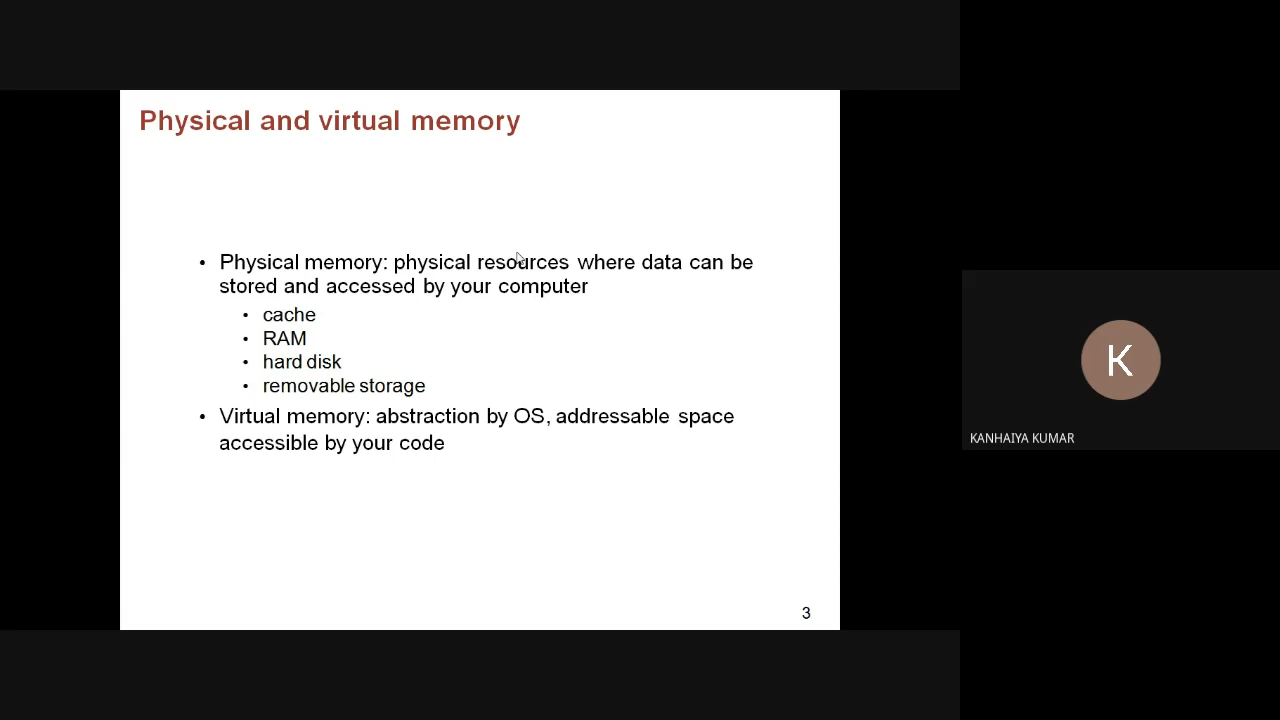 Physical and virtual memory
• Physical memory: physical resources where data can be
stored and accessed by your computer
• cache
• RAM
• hard disk
• removable storage
• Virtual memory: abstraction by OS, addressable space
accessible by your code
3
K
KANHAIYA KUMAR